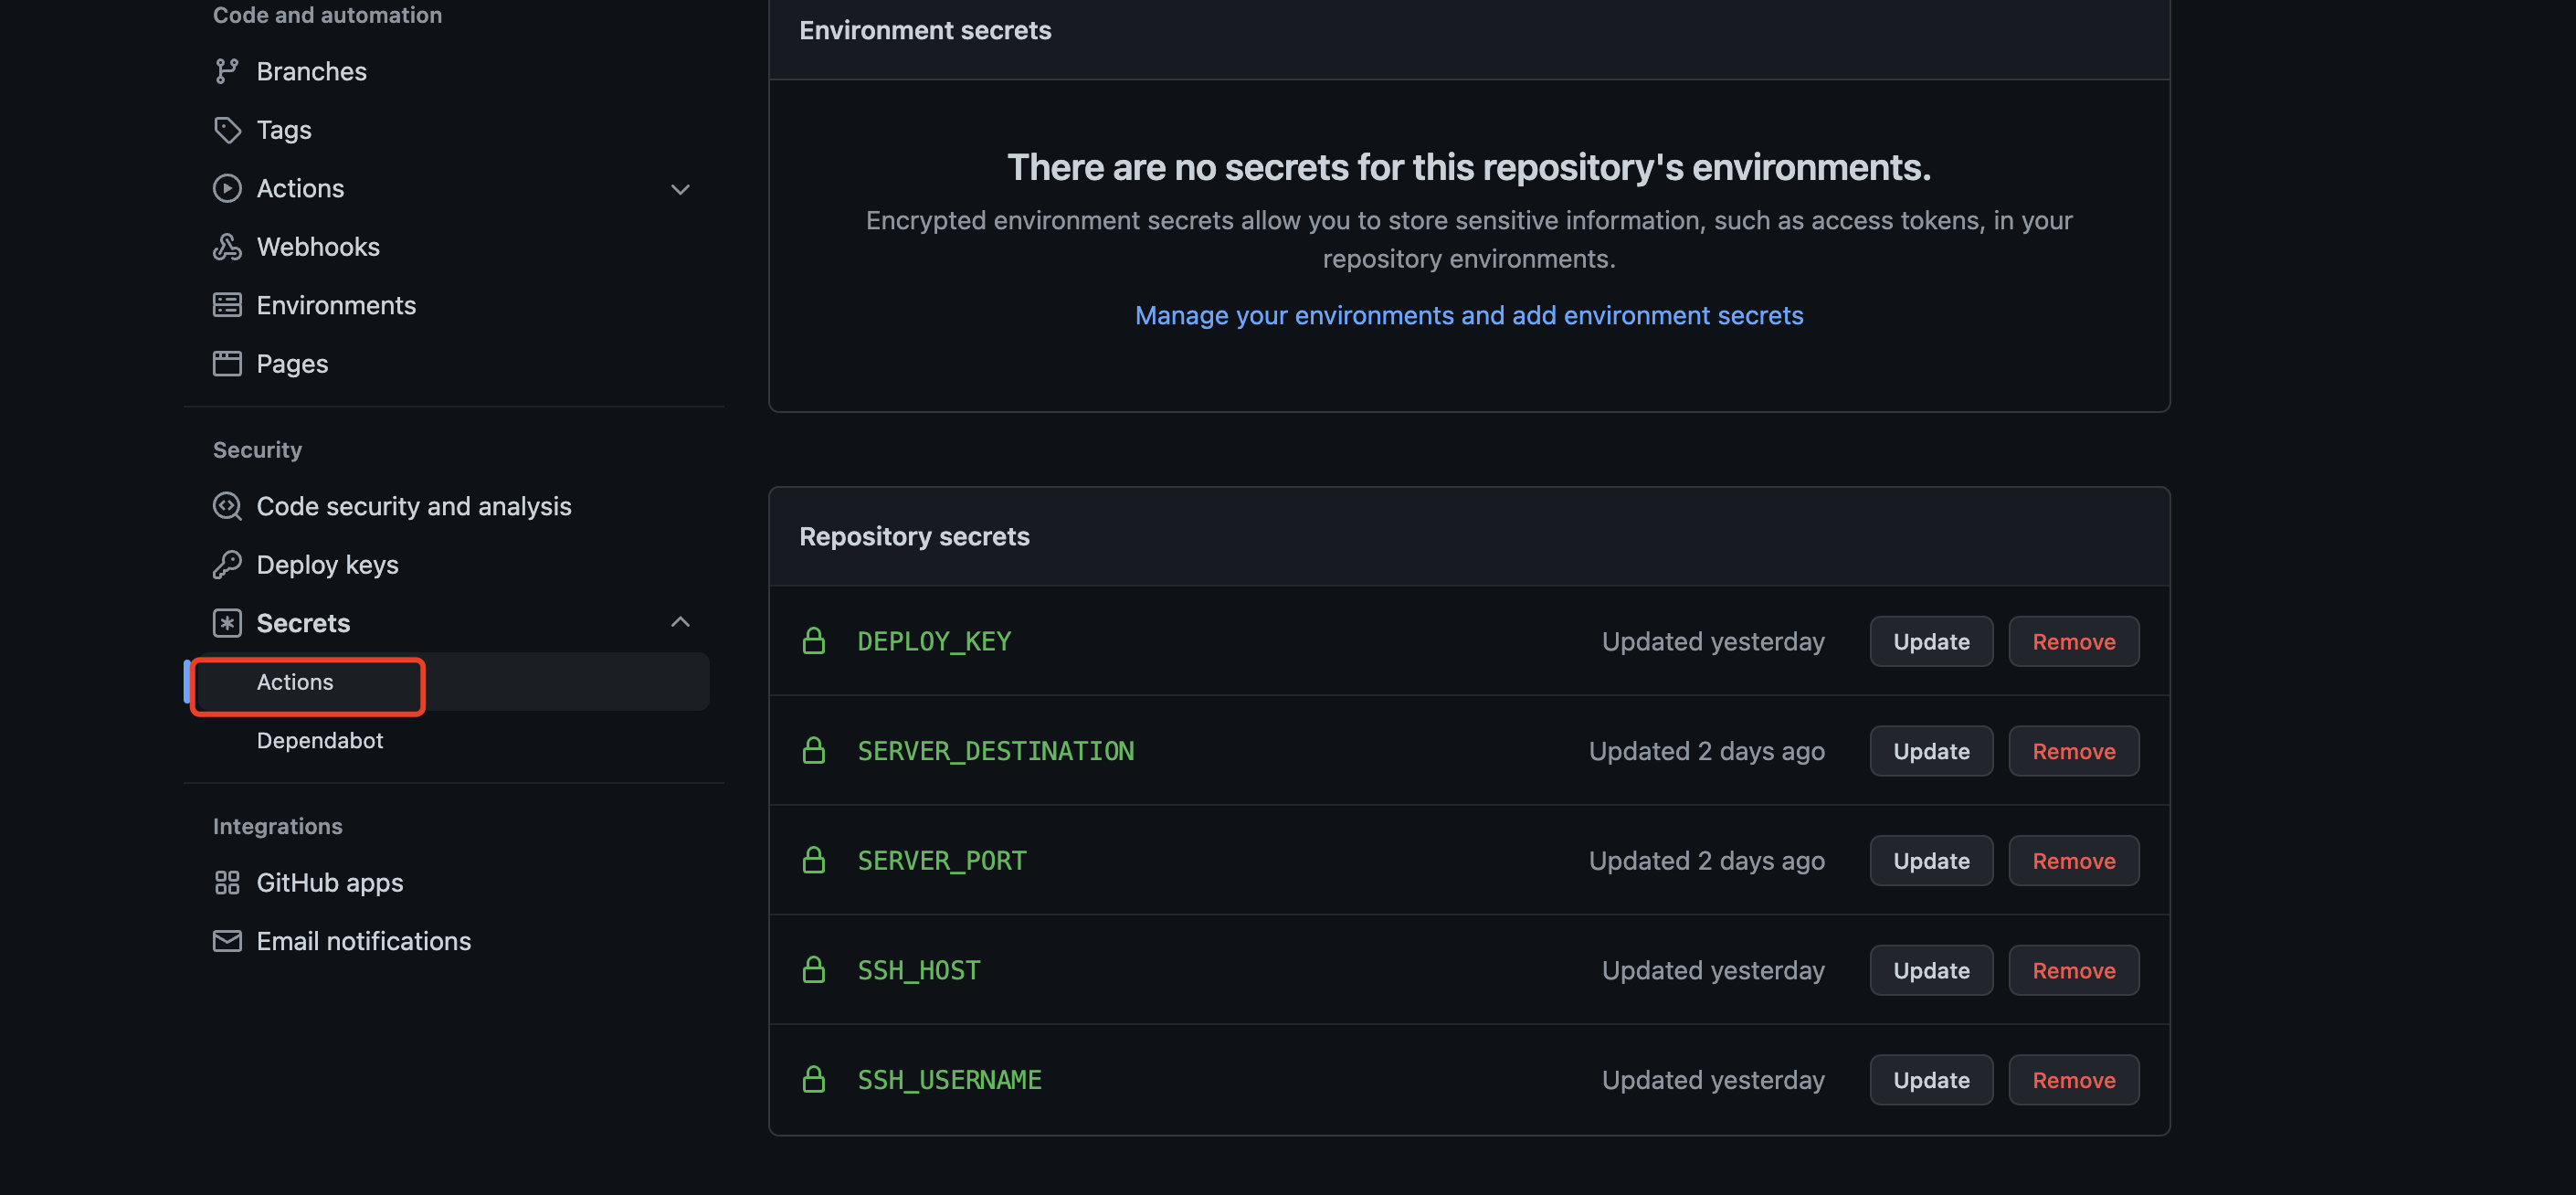 Code and automation
Branches
Tags
Actions
Webhooks
Environments
Pages
Security
Code security and analysis
Deploy keys
Secrets
Actions
Dependabot
Integrations
GitHub apps
Email notifications
Environment secrets
There are no secrets for this repository's environments.
Encrypted environment secrets allow you to store sensitive information, such as access tokens, in your
repository environments.
Manage your environments and add environment secrets
Repository secrets
DEPLOY_KEY Updated yesterday Update Remove
SERVER_DESTINATION Updated 2 days ago Update Remove
SERVER_PORT Updated 2 days ago Update Remove
SSH_HOST Updated yesterday Update Remove
SSH_USERNAME Updated yesterday Update Remove